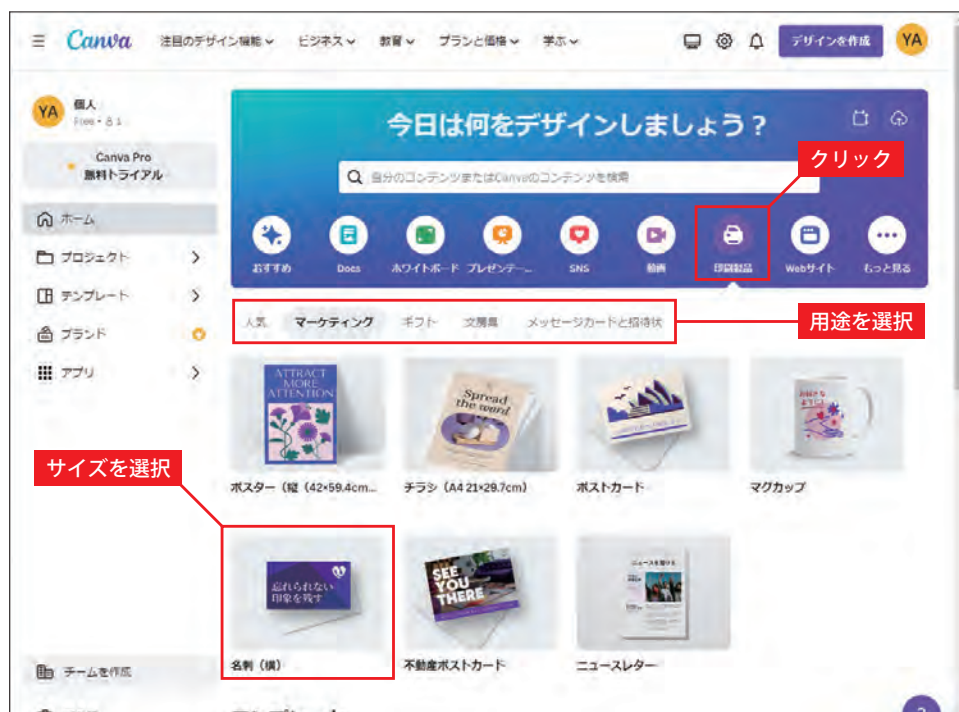 Canva 注目のデザイン機能 ビジネス 教育 プランと価格 学ぶ デザインを作成 YA
YA 個人
Free・
Canva Pro
無料トライアル
ホーム
プロジェクト
テンプレート
ブランド
アプリ
チームを作成
今日は何をデザインしましょう?
クリック
自分のコンテンツまたはCanvaのコンテンツを検索
おすすめ Docs ホワイトボード プレゼンテー... SNS 動画 印刷製品 Webサイト もっと見る
人気 マーケティング ギフト 文房具 メッセージカードと招待状
用途を選択
ATTRACT
MORE
ATTENTION
Spread
the word
ポスター(縦(42×59.4cm... チラシ(A4 21×29.7cm) ポストカード マグカップ
サイズを選択
忘れられない
印象を残す
SEE
YOU
THERE
名刺(横) 不動産ポストカード ニュースレター